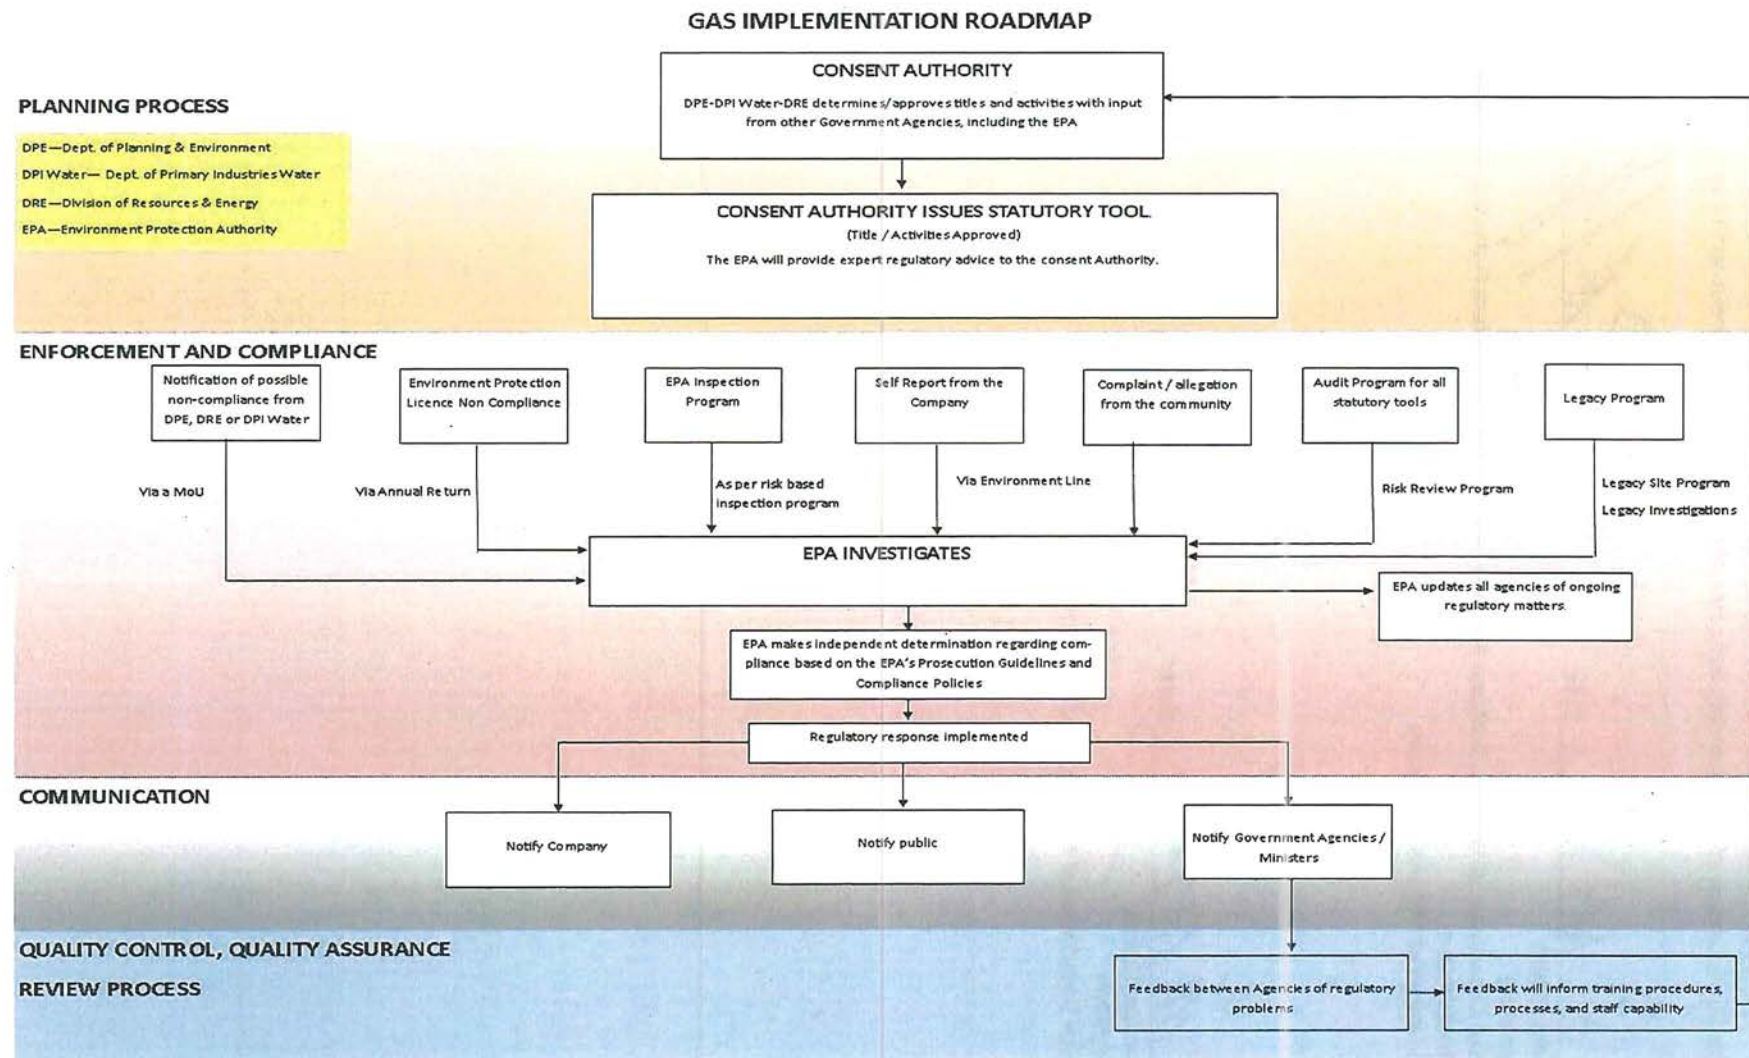 GAS IMPLEMENTATION ROADMAP
CONSENT AUTHORITY
DPE-DPI Water-DRE determines/approves titles and activities with input
from other Government Agencies, including the EPA
PLANNING PROCESS
DPE—Dept. of Planning & Environment
DPI Water— Dept. of Primary Industries Water
DRE—Division of Resources & Energy
EPA—Environment Protection Authority
CONSENT AUTHORITY ISSUES STATUTORY TOOL.
(Title / Activities Approved)
The EPA will provide expert regulatory advice to the consent Authority.
ENFORCEMENT AND COMPLIANCE
Notification of possible
non-compliance from
DPE, DRE or DPI Water
Environment Protection
Licence Non Compliance
EPA Inspection
Program
Self Report from the
Company
Complaint / allegation
from the community
Audit Program for all
statutory tools
Legacy Program
Via a MoU
Via Annual Return
As per risk based
inspection program
Via Environment Line
Risk Review Program
Legacy Site Program
Legacy Investigations
EPA INVESTIGATES
EPA updates all agencies of ongoing
regulatory matters.
EPA makes independent determination regarding com-
pliance based on the EPA's Prosecution Guidelines and
Compliance Policies
Regulatory response implemented
COMMUNICATION
Notify Company
Notify public
Notify Government Agencies /
Ministers
QUALITY CONTROL, QUALITY ASSURANCE
REVIEW PROCESS
Feedback between Agencies of regulatory
problems
Feedback will inform training procedures,
processes, and staff capability